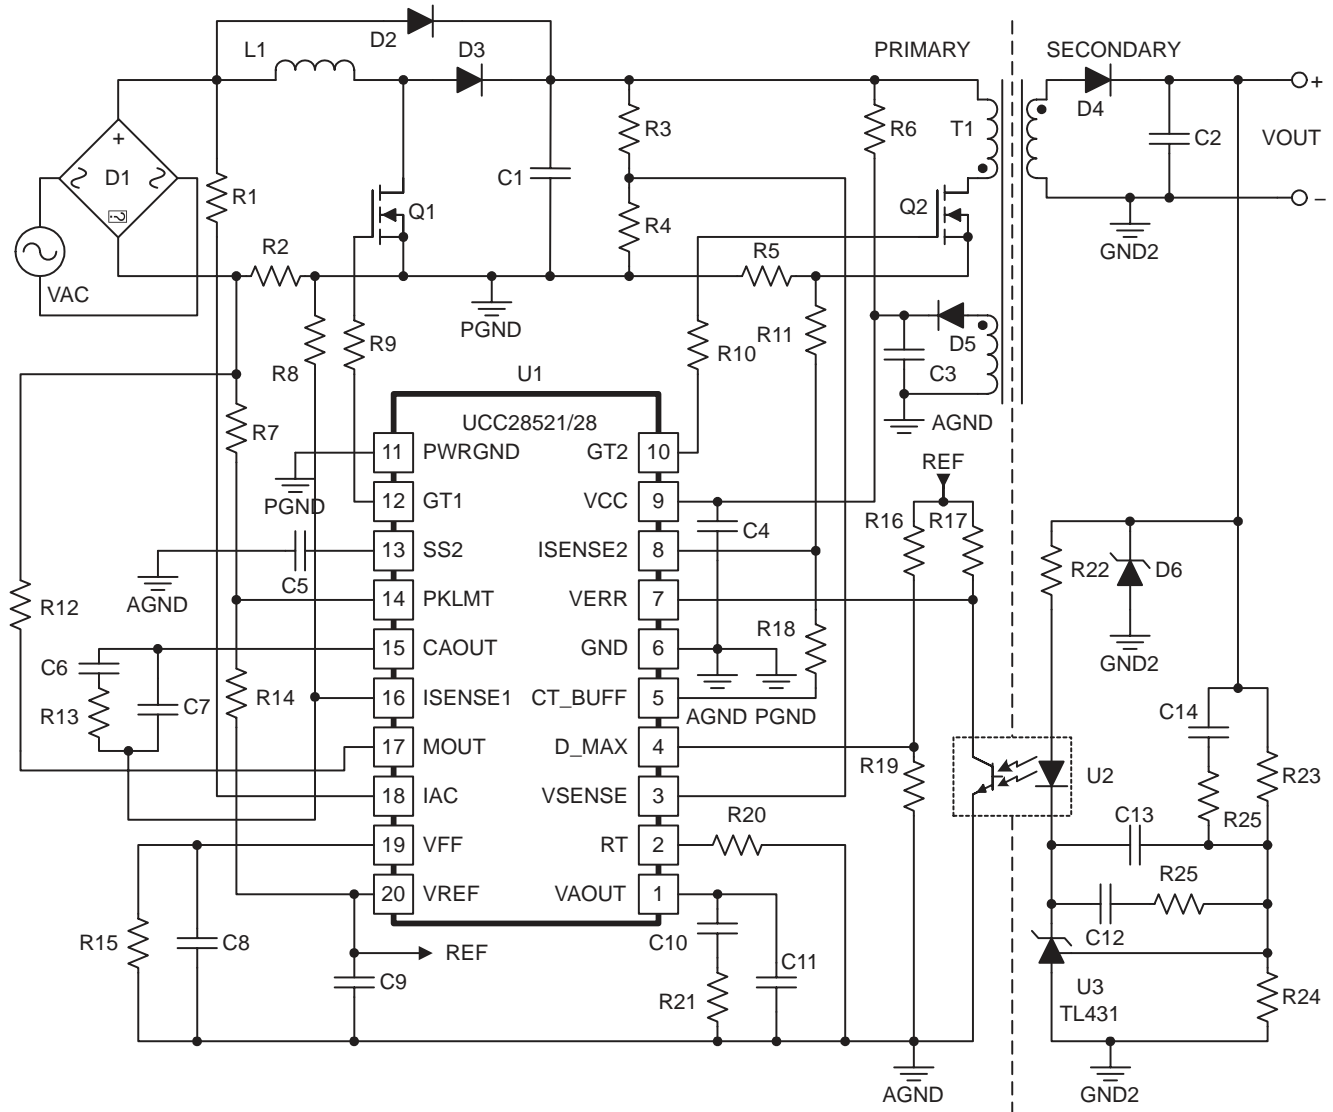 D2
L1
D3
PRIMARY
SECONDARY
+
D4
R3
R6
T1
C2
VOUT
+
D1
R1
C1
Q1
R4
Q2
−
GND2
R2
R5
VAC
PGND
R9
R8
R10
R11
D5
C3
U1
AGND
R7
UCC28521/28
11 PWRGND
GT2 10
REF
PGND
12 GT1
VCC 9
C4
R16
R17
13 SS2
ISENSE2 8
C5
AGND
R22
D6
R12
14 PKLMT
VERR 7
R18
C6
15 CAOUT
GND 6
GND2
R13
C7
R14
16 ISENSE1
CT_BUFF 5
AGND
PGND
C14
17 MOUT
D_MAX 4
R19
U2
R23
18 IAC
VSENSE 3
R20
C13
R25
19 VFF
RT 2
20 VREF
VAOUT 1
R25
R15
C8
REF
C10
C12
C9
C11
R21
U3
TL431
R24
AGND
GND2